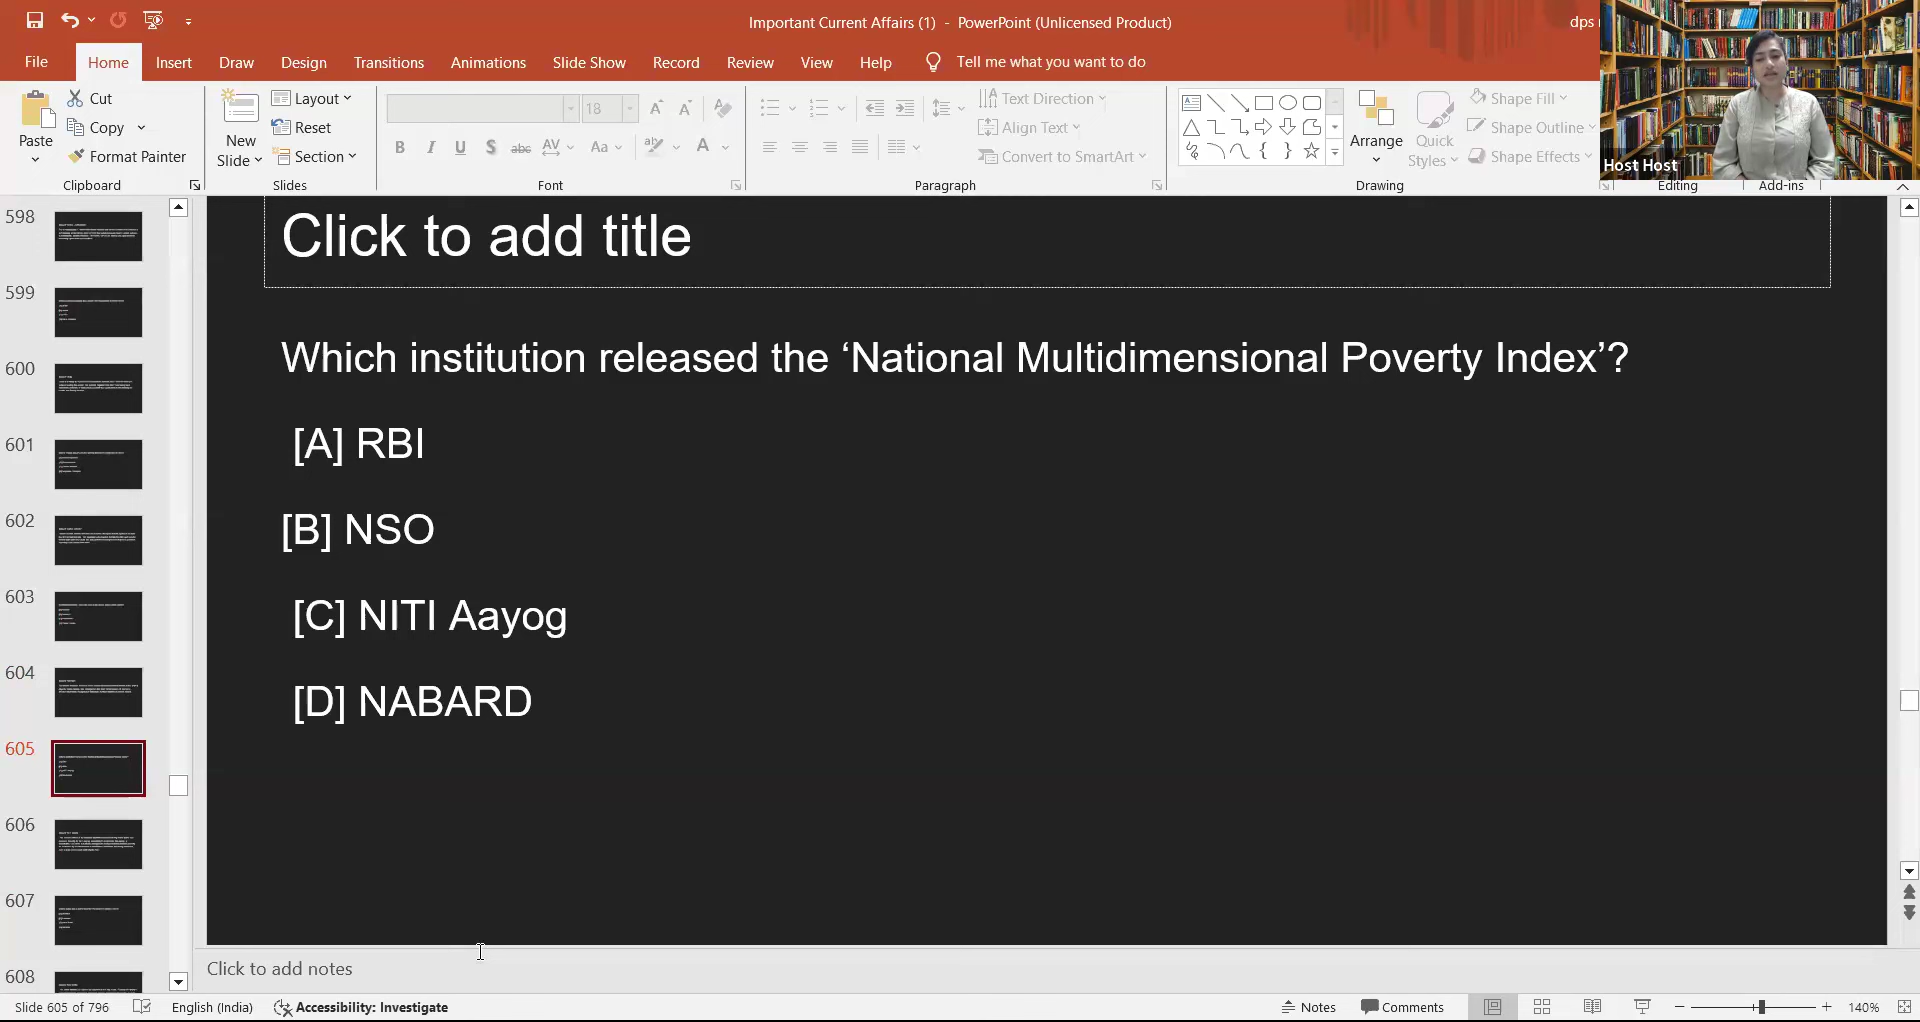 Important Current Affairs (1) - PowerPoint (Unlicensed Product)
dps
File Home Insert Draw Design Transitions Animations Slide Show Record Review View Help Tell me what you want to do
Paste
Cut
Copy
Format Painter
Clipboard
New Slide
Layout
Reset
Section
Slides
18
B I U S abc AV Aa A
Font
Text Direction
Align Text
Convert to SmartArt
Paragraph
Arrange
Quick Styles
Shape Fill
Shape Outline
Shape Effects
Drawing
Editing
Add-ins
Host Host
598
599
600
601
602
603
604
605
606
607
608
Click to add title
Which institution released the ‘National Multidimensional Poverty Index’?
[A] RBI
[B] NSO
[C] NITI Aayog
[D] NABARD
Click to add notes
Slide 605 of 796 English (India) Accessibility: Investigate Notes Comments 140%